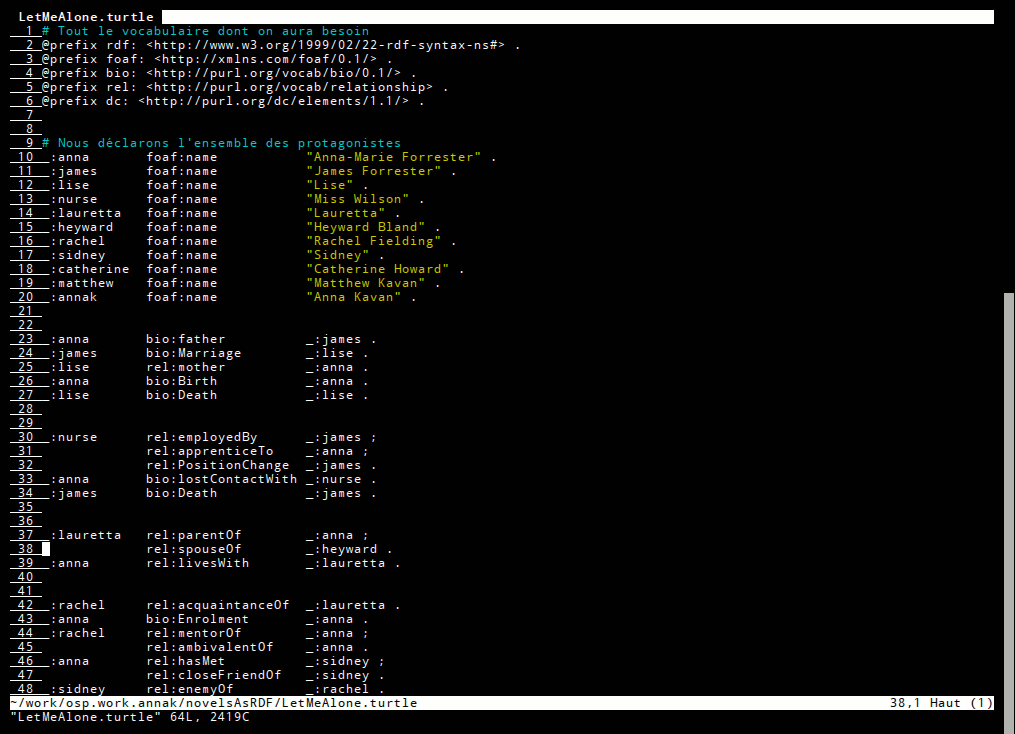 LetMeAlone.turtle
1 # Tout le vocabulaire dont on aura besoin
2 @prefix rdf: <http://www.w3.org/1999/02/22-rdf-syntax-ns#> .
3 @prefix foaf: <http://xmlns.com/foaf/0.1/> .
4 @prefix bio: <http://purl.org/vocab/bio/0.1/> .
5 @prefix rel: <http://purl.org/vocab/relationship> .
6 @prefix dc: <http://purl.org/dc/elements/1.1/> .
7
8
9 # Nous déclarons l'ensemble des protagonistes
10 _:anna foaf:name "Anna-Marie Forrester" .
11 _:james foaf:name "James Forrester" .
12 _:lise foaf:name "Lise" .
13 _:nurse foaf:name "Miss Wilson" .
14 _:lauretta foaf:name "Lauretta" .
15 _:heyward foaf:name "Heyward Bland" .
16 _:rachel foaf:name "Rachel Fielding" .
17 _:sidney foaf:name "Sidney" .
18 _:catherine foaf:name "Catherine Howard" .
19 _:matthew foaf:name "Matthew Kavan" .
20 _:annak foaf:name "Anna Kavan" .
21
22
23 _:anna bio:father _:james .
24 _:james bio:Marriage _:lise .
25 _:lise rel:mother _:anna .
26 _:anna bio:Birth _:anna .
27 _:lise bio:Death _:lise .
28
29
30 _:nurse rel:employedBy _:james ;
31 rel:apprenticeTo _:anna ;
32 rel:PositionChange _:james .
33 _:anna bio:lostContactWith _:nurse .
34 _:james bio:Death _:james .
35
36
37 _:lauretta rel:parentOf _:anna ;
38 rel:spouseOf _:heyward .
39 _:anna rel:livesWith _:lauretta .
40
41
42 _:rachel rel:acquaintanceOf _:lauretta .
43 _:anna bio:Enrolment _:anna .
44 _:rachel rel:mentorOf _:anna ;
45 rel:ambivalentOf _:anna .
46 _:anna rel:hasMet _:sidney ;
47 rel:closeFriendOf _:sidney .
48 _:sidney rel:enemyOf _:rachel .
~/work/osp.work.annak/novelsAsRDF/LetMeAlone.turtle 38,1 Haut (1)
"LetMeAlone.turtle" 64L, 2419C